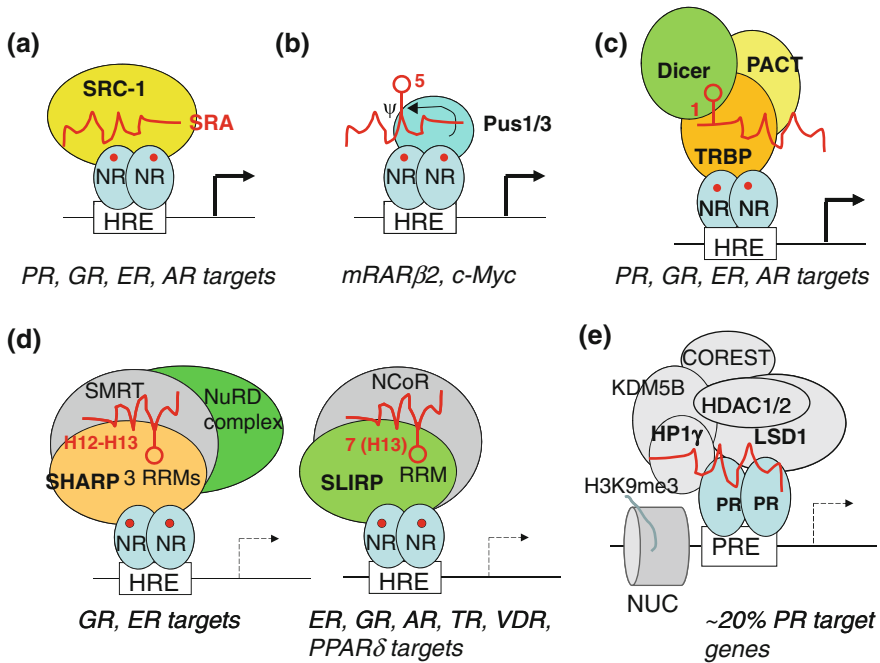 (a)
SRC-1
SRA
NR NR
HRE
PR, GR, ER, AR targets
(b)
5
Ψ
Pus1/3
NR NR
HRE
mRARβ2, c-Myc
(c)
Dicer
PACT
1
TRBP
NR NR
HRE
PR, GR, ER, AR targets
(d)
SMRT
NuRD
complex
H12-H13
SHARP 3 RRMs
NR NR
HRE
GR, ER targets
NCoR
7 (H13)
RRM
SLIRP
NR NR
HRE
ER, GR, AR, TR, VDR,
PPARδ targets
(e)
COREST
KDM5B
HDAC1/2
HP1γ
LSD1
H3K9me3
PR PR
PRE
NUC
~20% PR target
genes